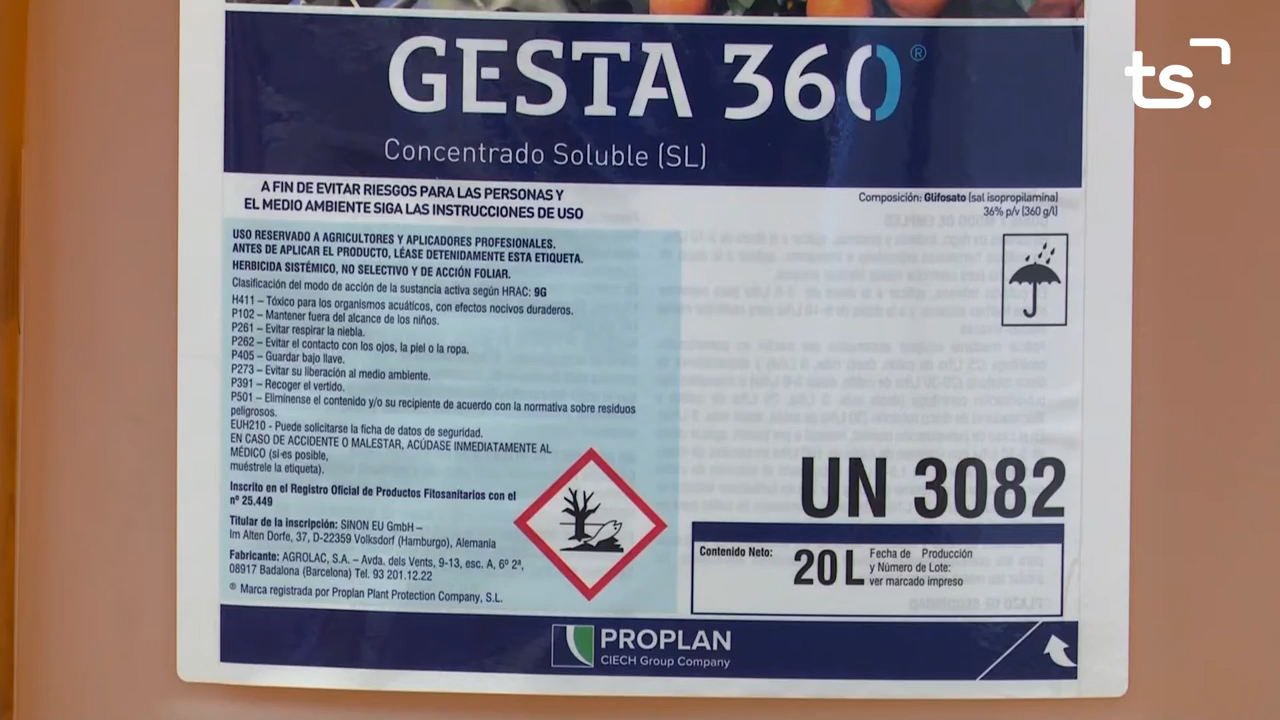 ts.
GESTA 360®
Concentrado Soluble (SL)
A FIN DE EVITAR RIESGOS PARA LAS PERSONAS Y
EL MEDIO AMBIENTE SIGA LAS INSTRUCCIONES DE USO
Composición: Glifosato (sal isopropilamina)
36% p/v (360 g/l)
USO RESERVADO A AGRICULTORES Y APLICADORES PROFESIONALES.
ANTES DE APLICAR EL PRODUCTO, LÉASE DETENIDAMENTE ESTA ETIQUETA.
HERBICIDA SISTÉMICO, NO SELECTIVO Y DE ACCIÓN FOLIAR.
Clasificación del modo de acción de la sustancia activa según HRAC: 9G
H411 – Tóxico para los organismos acuáticos, con efectos nocivos duraderos.
P102 – Mantener fuera del alcance de los niños.
P261 – Evitar respirar la niebla.
P262 – Evitar el contacto con los ojos, la piel o la ropa.
P405 – Guardar bajo llave.
P273 – Evitar su liberación al medio ambiente.
P391 – Recoger el vertido.
P501 – Elimínense el contenido y/o su recipiente de acuerdo con la normativa sobre residuos
peligrosos.
EUH210 - Puede solicitarse la ficha de datos de seguridad.
EN CASO DE ACCIDENTE O MALESTAR, ACÚDASE INMEDIATAMENTE AL
MÉDICO (si es posible,
muéstrele la etiqueta).
Inscrito en el Registro Oficial de Productos Fitosanitarios con el
nº 25.449
Titular de la inscripción: SINON EU GmbH –
Im Alten Dorfe, 37, D-22359 Volksdorf (Hamburgo), Alemania
Fabricante: AGROLAC, S.A. – Avda. dels Vents, 9-13, esc. A, 6º 2ª,
08917 Badalona (Barcelona) Tel. 93 201.12.22
® Marca registrada por Proplan Plant Protection Company, S.L.
UN 3082
Contenido Neto: 20 L
Fecha de Producción
y Número de Lote:
ver marcado impreso
PROPLAN
CIECH Group Company